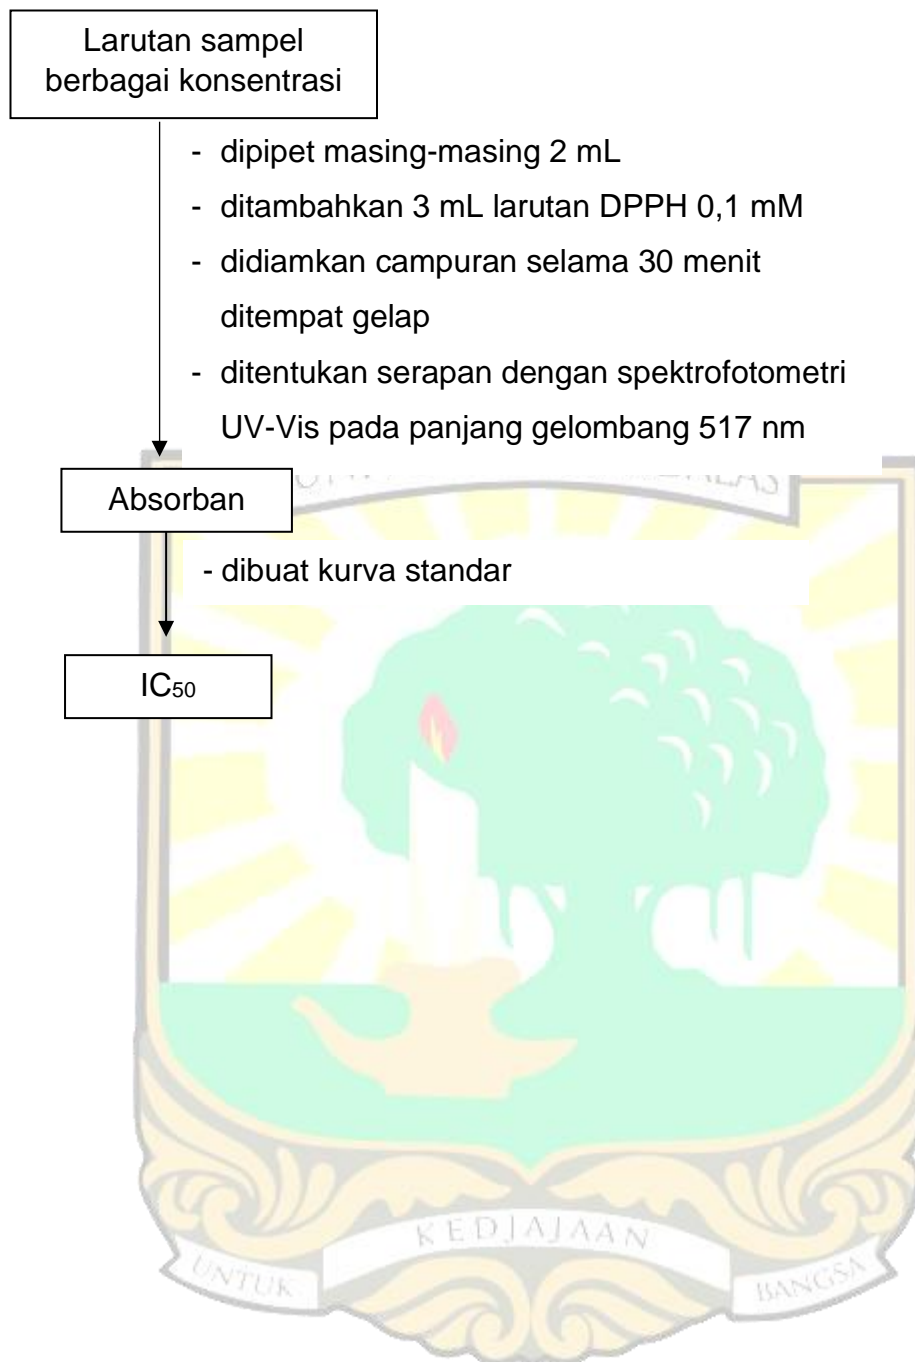 Larutan sampel
berbagai konsentrasi
- dipipet masing-masing 2 mL
- ditambahkan 3 mL larutan DPPH 0,1 mM
- didiamkan campuran selama 30 menit
ditempat gelap
- ditentukan serapan dengan spektrofotometri
UV-Vis pada panjang gelombang 517 nm
Absorban
- dibuat kurva standar
IC₅₀
UNTUK KEDJAJAAN BANGSA